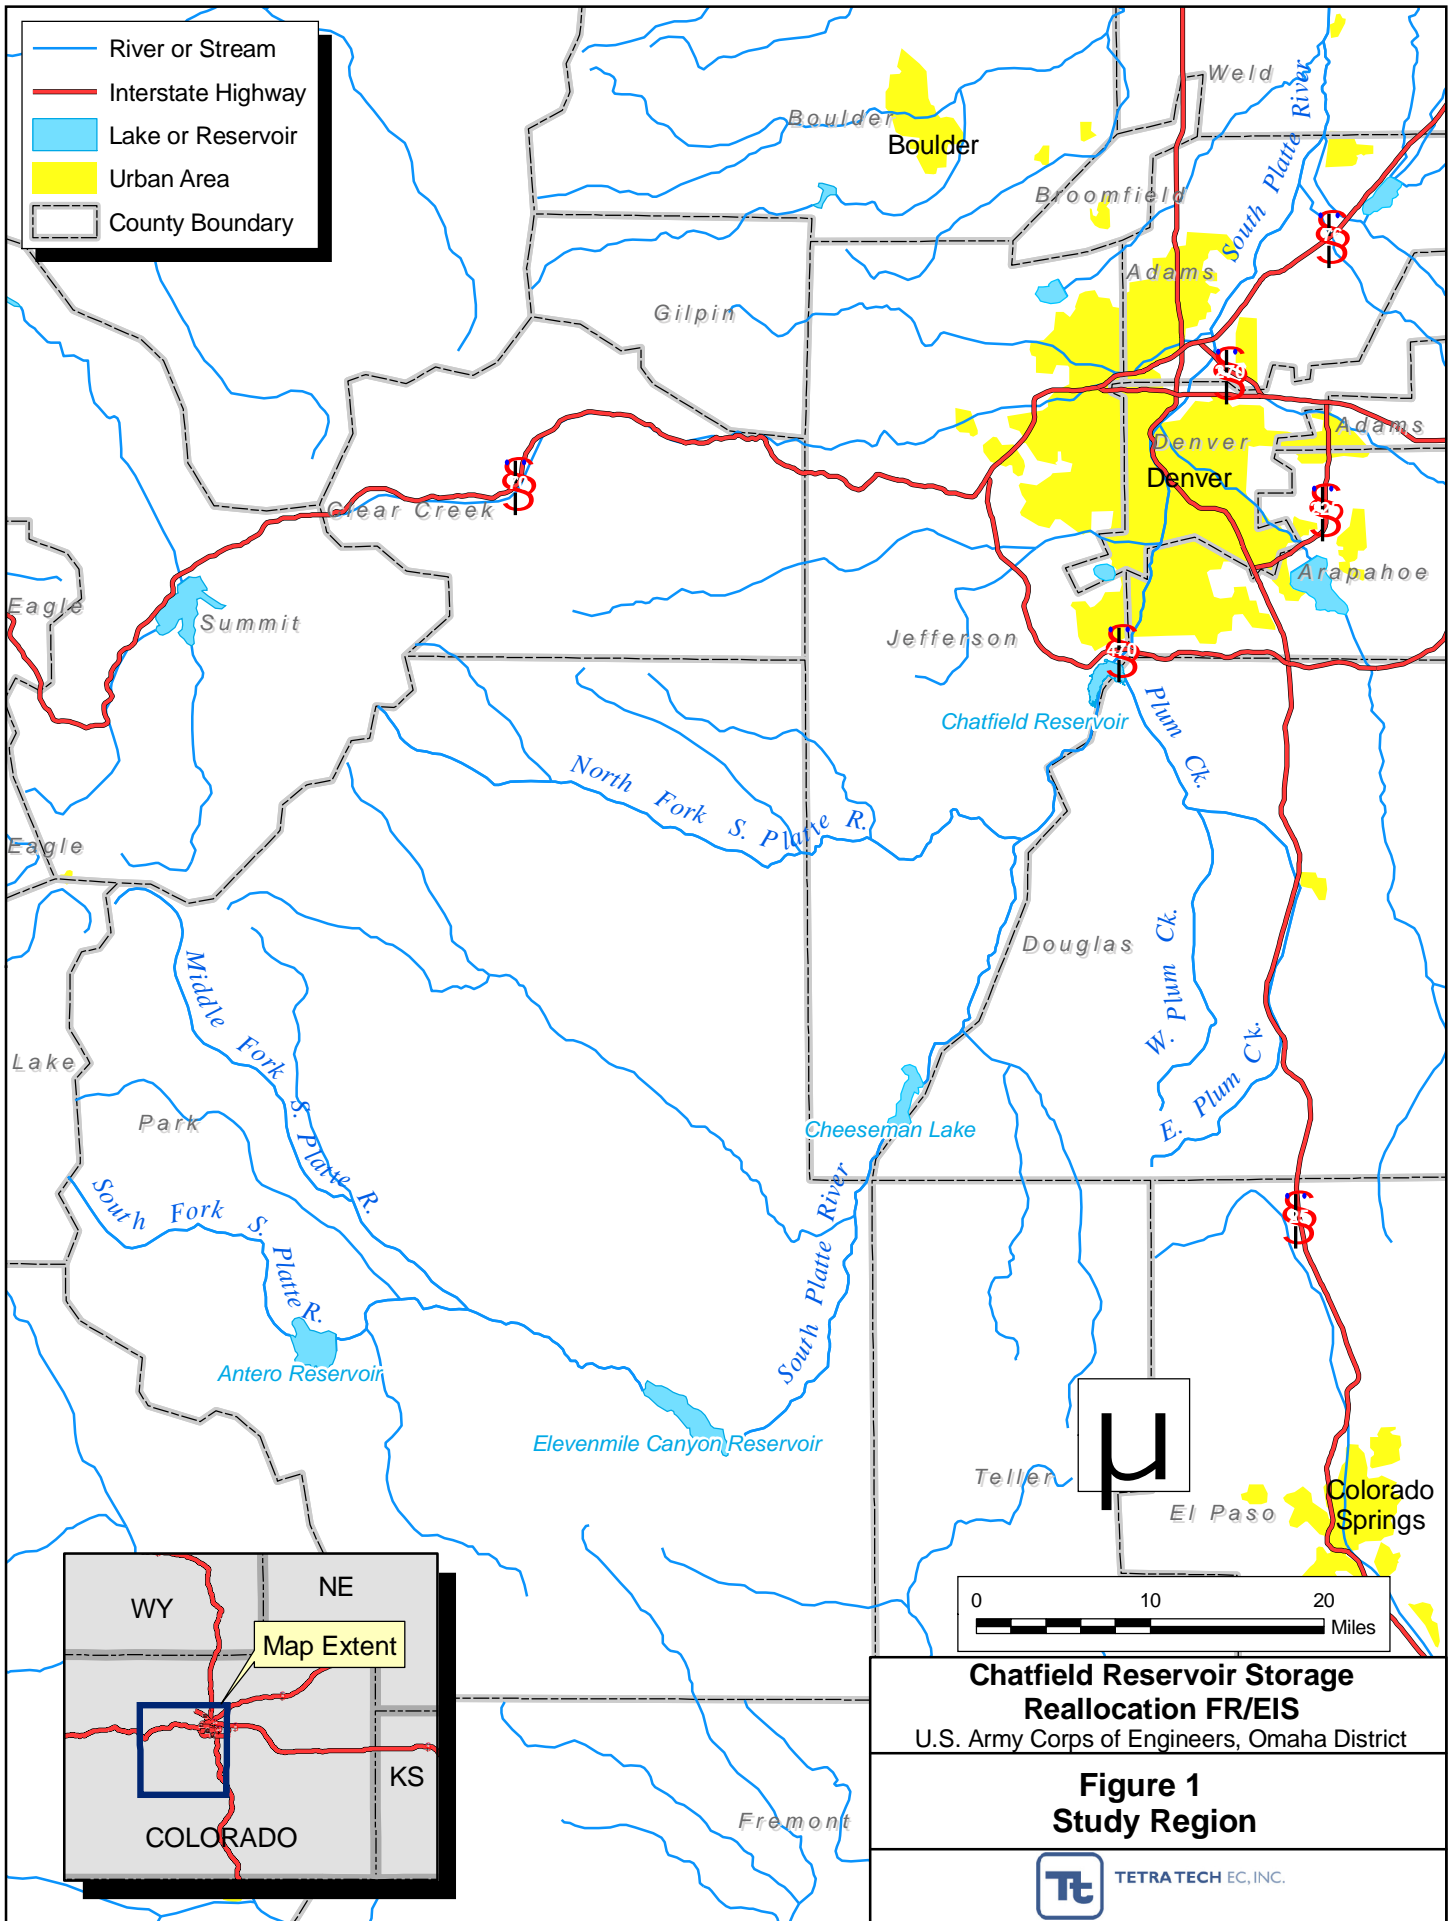 River or Stream
Interstate Highway
Lake or Reservoir
Urban Area
County Boundary
Weld
South Platte River
Boulder
Boulder
Broomfield
Adams
Gilpin
270
Adams
Denver
Denver
Clear Creek
Arapahoe
Eagle
Summit
Jefferson
470
Chatfield Reservoir
Plum Ck.
North Fork S. Platte R.
Eagle
Douglas
W. Plum Ck.
Middle Fork S. Platte R.
Lake
E. Plum Ck.
Park
Cheeseman Lake
South Fork S. Platte R.
South Platte River
Antero Reservoir
Elevenmile Canyon Reservoir
µ
Teller
El Paso
Colorado
Springs
WY
NE
Map Extent
KS
COLORADO
0 10 20
Miles
Fremont
Chatfield Reservoir Storage
Reallocation FR/EIS
U.S. Army Corps of Engineers, Omaha District
Figure 1
Study Region
Tt TETRA TECH EC, INC.